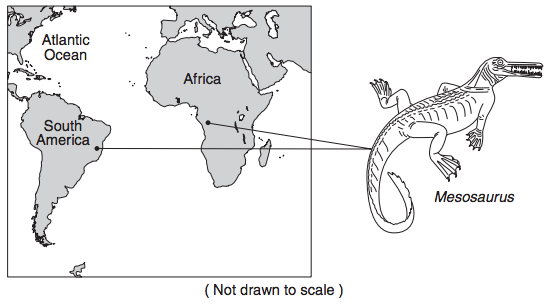 Atlantic
Ocean
Africa
South
America
Mesosaurus
( Not drawn to scale )